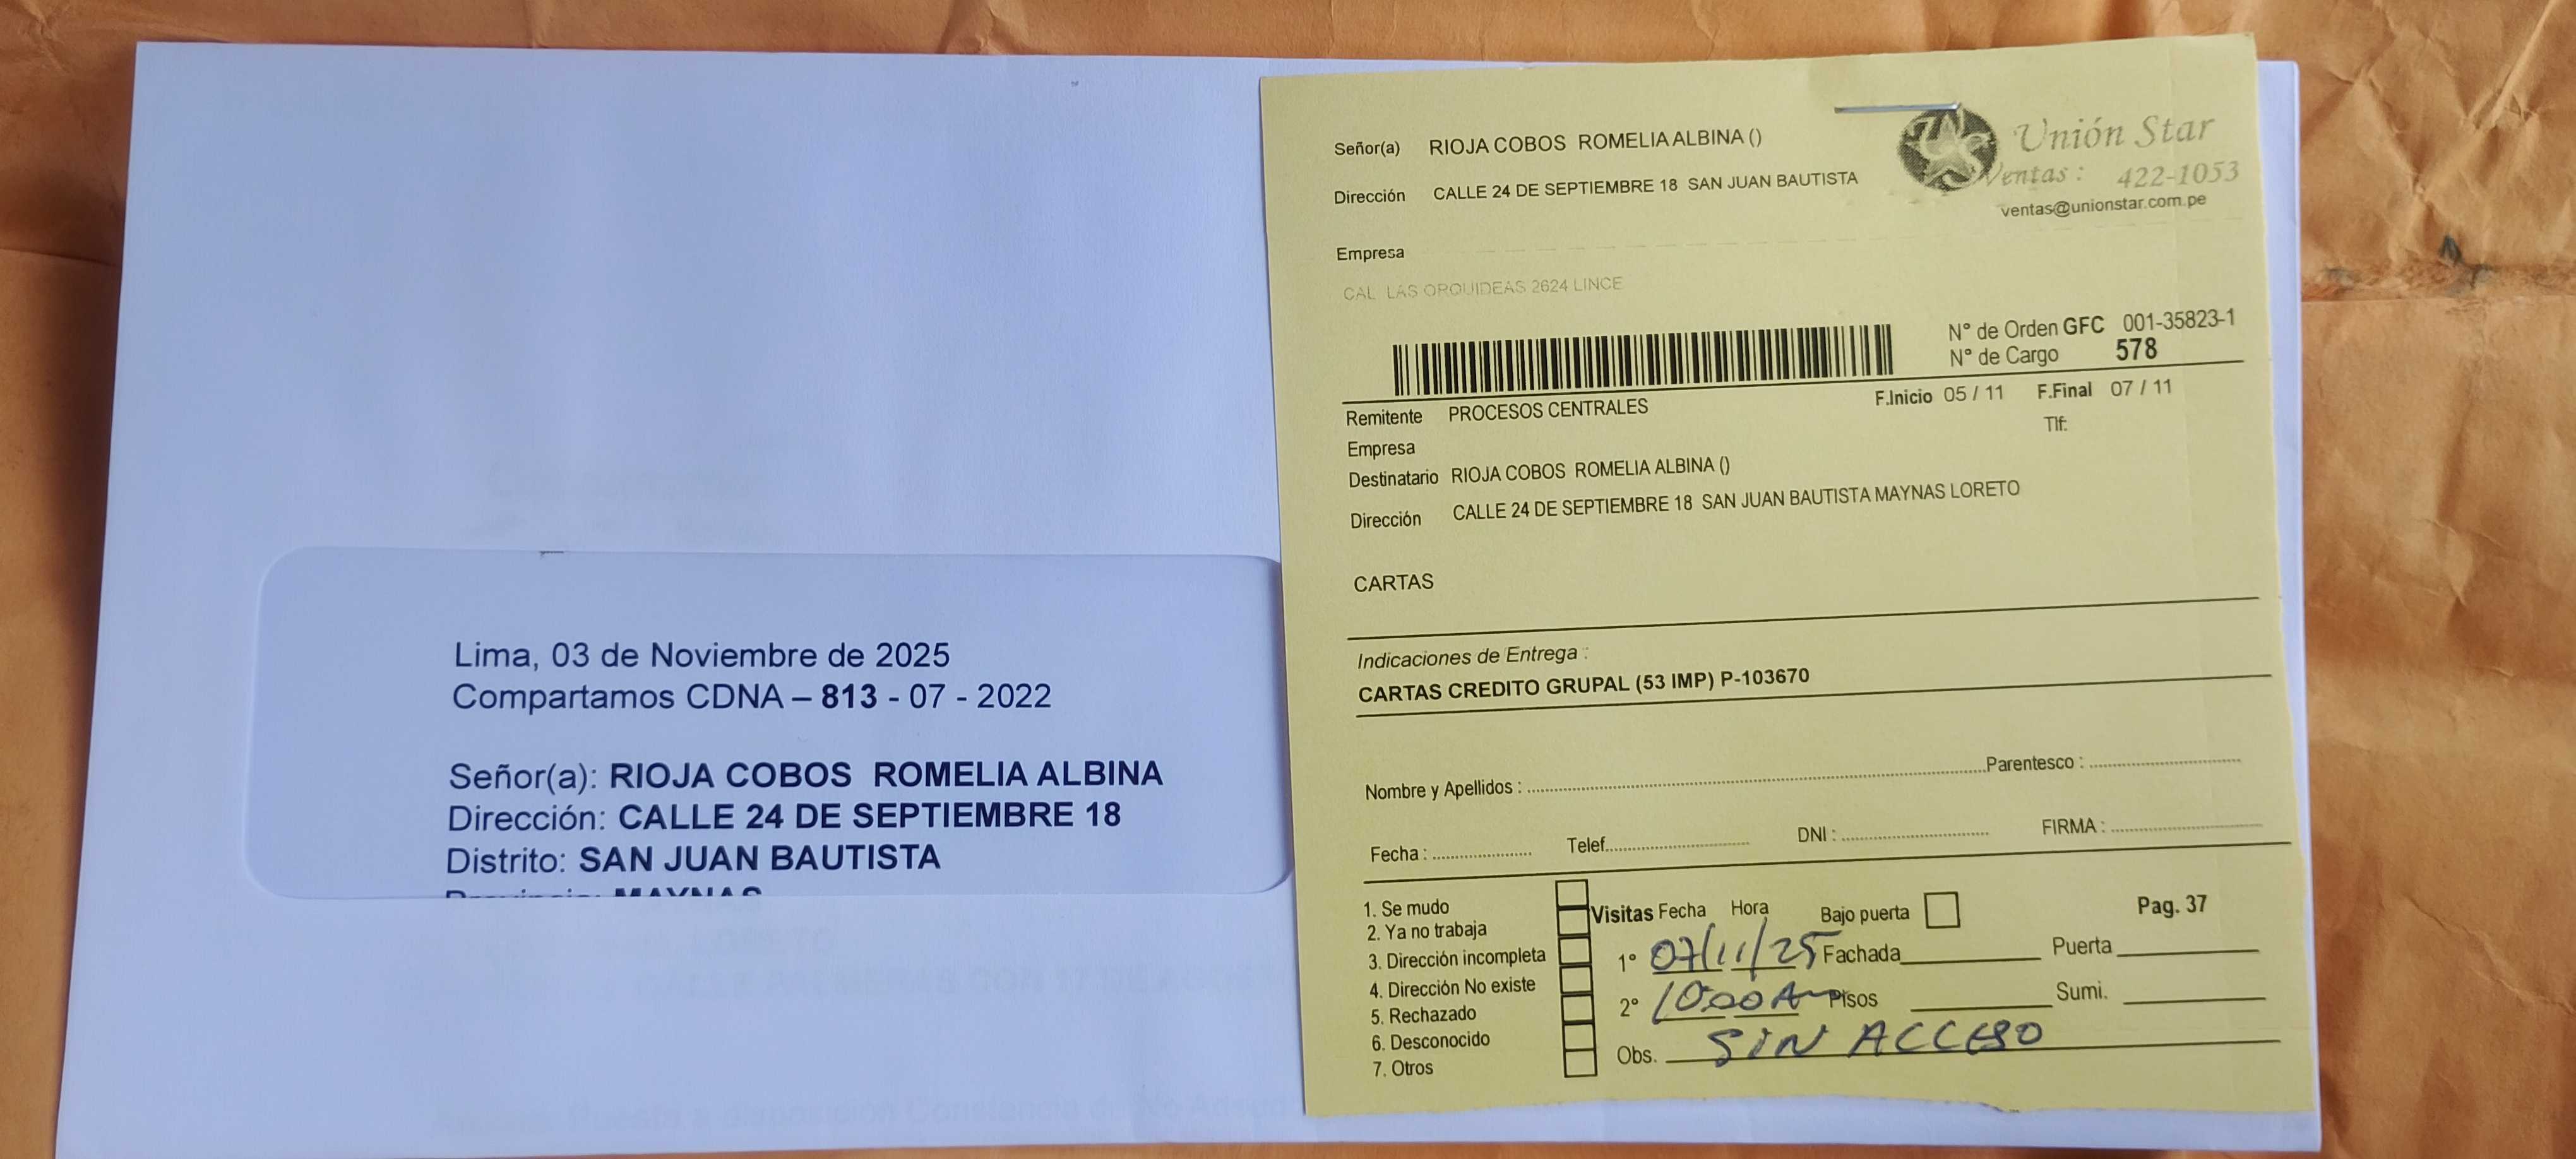 Lima, 03 de Noviembre de 2025
Compartamos CDNA – 813 - 07 - 2022
Señor(a): RIOJA COBOS ROMELIA ALBINA
Dirección: CALLE 24 DE SEPTIEMBRE 18
Distrito: SAN JUAN BAUTISTA
Provincia: MAYNAS
Señor(a) RIOJA COBOS ROMELIA ALBINA ()
Dirección CALLE 24 DE SEPTIEMBRE 18 SAN JUAN BAUTISTA
Unión Star
Ventas : 422-1053
ventas@unionstar.com.pe
Empresa
CAL LAS ORQUIDEAS 2624 LINCE
N° de Orden GFC 001-35823-1
N° de Cargo 578
F.Inicio 05 / 11 F.Final 07 / 11
Remitente PROCESOS CENTRALES
Tlf:
Empresa
Destinatario RIOJA COBOS ROMELIA ALBINA ()
Dirección CALLE 24 DE SEPTIEMBRE 18 SAN JUAN BAUTISTA MAYNAS LORETO
CARTAS
Indicaciones de Entrega :
CARTAS CREDITO GRUPAL (53 IMP) P-103670
Nombre y Apellidos : Parentesco :
Fecha : Telef. DNI : FIRMA :
1. Se mudo
2. Ya no trabaja
3. Dirección incompleta
4. Dirección No existe
5. Rechazado
6. Desconocido
7. Otros
Visitas Fecha Hora Bajo puerta Pag. 37
1° 07/11/25 Fachada Puerta
2° 1000A Pisos Sumi.
Obs. SIN ACCESO